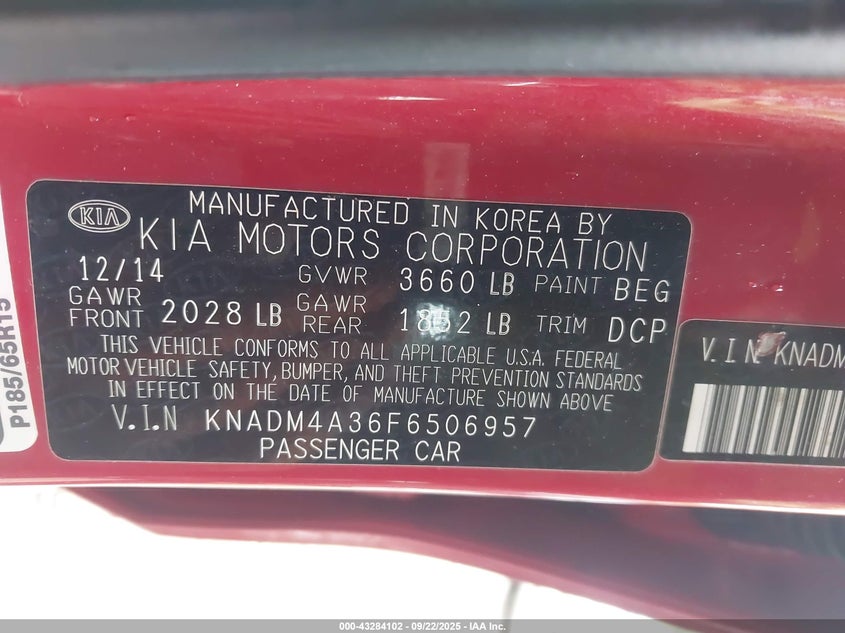 KIA
MANUFACTURED IN KOREA BY
KIA MOTORS CORPORATION
12/14 GVWR 3660 LB PAINT BEG
GAWR FRONT 2028 LB GAWR REAR 1852 LB TRIM DCP
THIS VEHICLE CONFORMS TO ALL APPLICABLE U.S.A. FEDERAL
MOTOR VEHICLE SAFETY, BUMPER, AND THEFT PREVENTION STANDARDS
IN EFFECT ON THE DATE OF MANUFACTURE SHOWN ABOVE
V.I.N KNADM4A36F6506957
PASSENGER CAR
P185/65R15
V.I.N KNADM
000-43284102 - 09/22/2025 - IAA Inc.